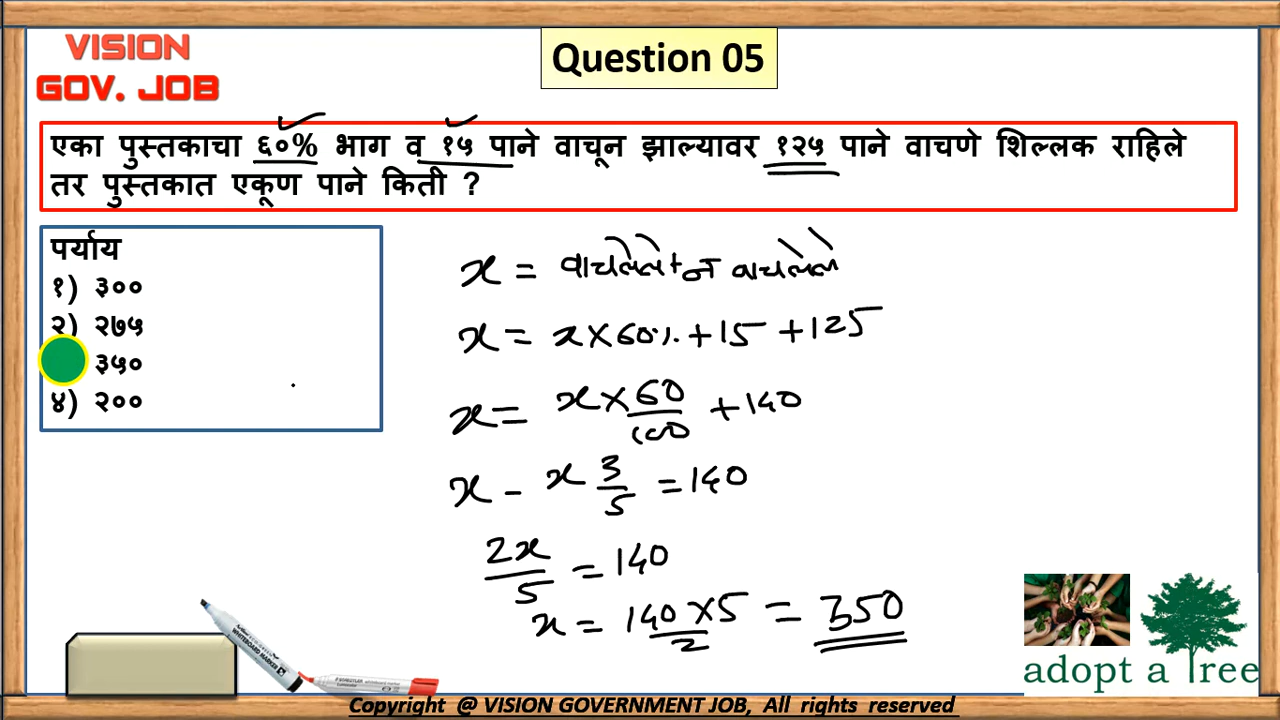 VISION
GOV. JOB
Question 05
एका पुस्तकाचा ६०% भाग व १५ पाने वाचून झाल्यावर १२५ पाने वाचणे शिल्लक राहिले
तर पुस्तकात एकूण पाने किती ?
पर्याय
१) ३००
२) २७५
३५०
४) २००
x = वाचलेले + न वाचलेले
x = x × 60% + 15 + 125
x = x × 60/100 + 140
x - x 3/5 = 140
2x/5 = 140
x = 140 × 5/2 = 350
WHITEBOARD MARKER
adopt a Tree
Copyright @ VISION GOVERNMENT JOB, All rights reserved